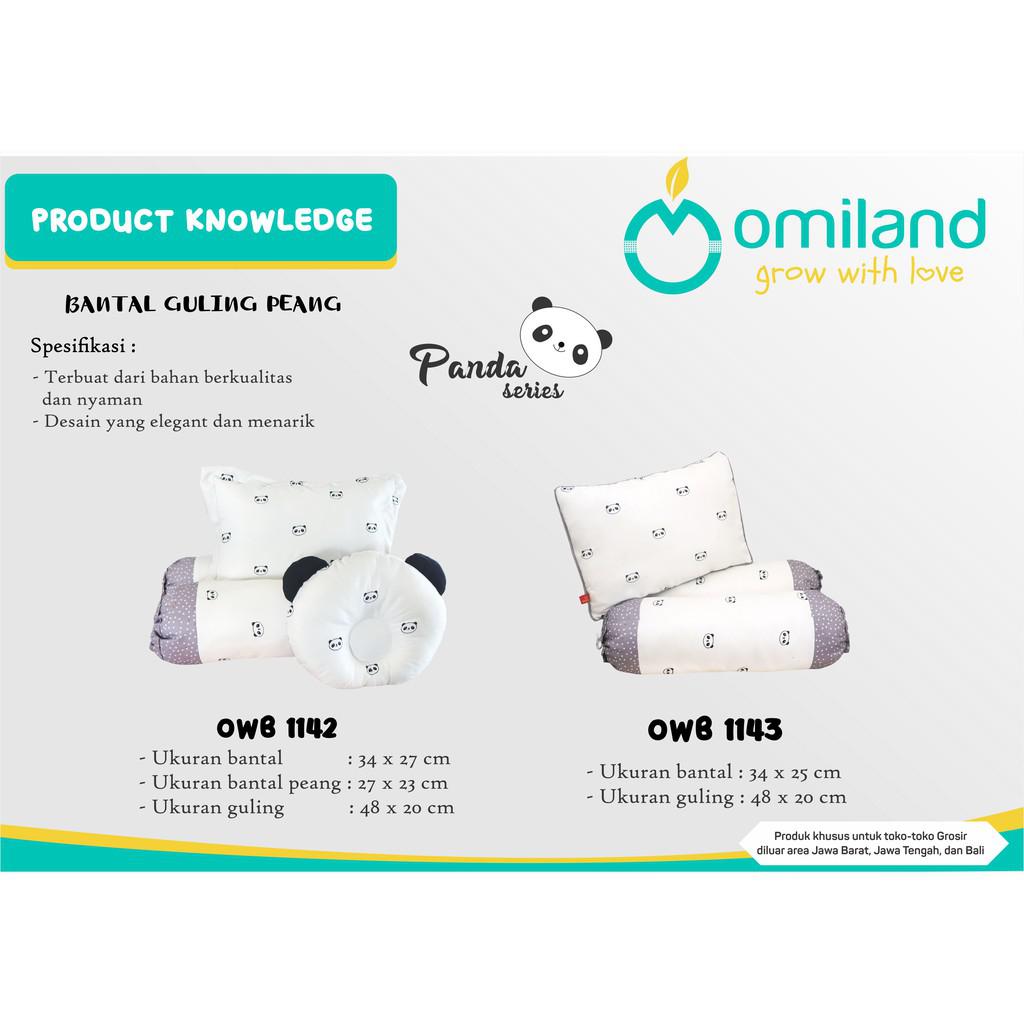 PRODUCT KNOWLEDGE
omiland
grow with love
BANTAL GULING PEANG
Spesifikasi :
- Terbuat dari bahan berkualitas
dan nyaman
- Desain yang elegant dan menarik
Panda
series
OWB 1142
- Ukuran bantal : 34 x 27 cm
- Ukuran bantal peang : 27 x 23 cm
- Ukuran guling : 48 x 20 cm
OWB 1143
- Ukuran bantal : 34 x 25 cm
- Ukuran guling : 48 x 20 cm
Produk khusus untuk toko-toko Grosir
diluar area Jawa Barat, Jawa Tengah, dan Bali